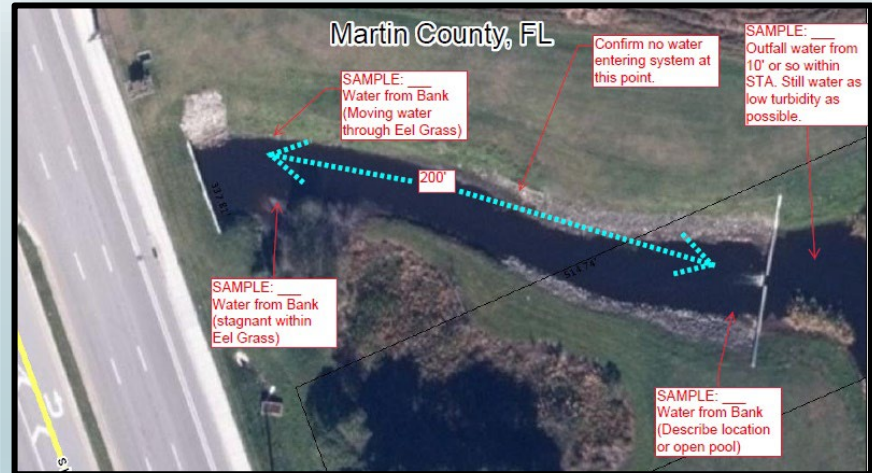 Martin County, FL
SAMPLE: ___
Water from Bank
(Moving water
through Eel Grass)
Confirm no water
entering system at
this point.
SAMPLE: ___
Outfall water from
10' or so within
STA. Still water as
low turbidity as
possible.
200'
514.74'
SAMPLE: ___
Water from Bank
(stagnant within
Eel Grass)
SAMPLE: ___
Water from Bank
(Describe location
or open pool)